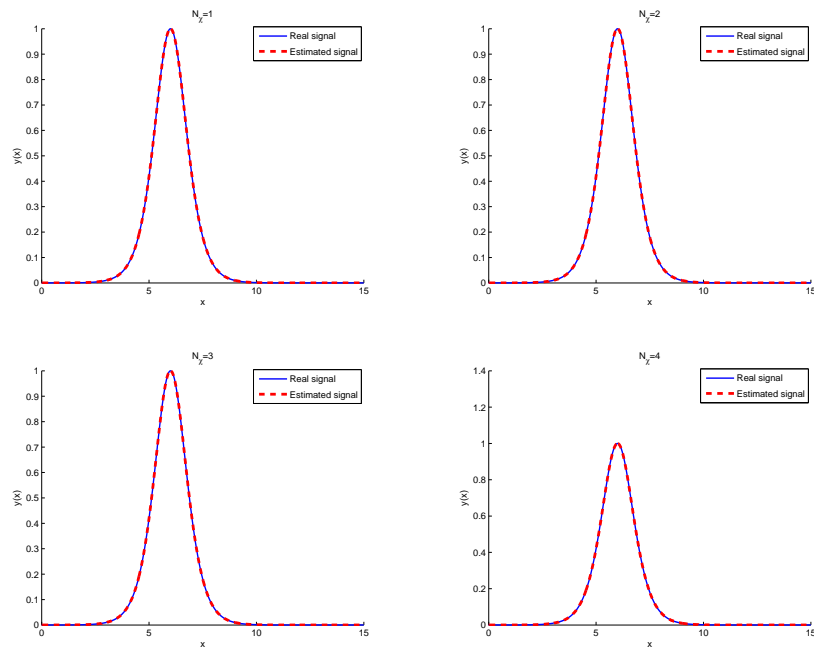 N_χ=1
Real signal
Estimated signal
y(x)
1
0.9
0.8
0.7
0.6
0.5
0.4
0.3
0.2
0.1
0
0 5 10 15
x
N_χ=2
Real signal
Estimated signal
y(x)
1
0.9
0.8
0.7
0.6
0.5
0.4
0.3
0.2
0.1
0
0 5 10 15
x
N_χ=3
Real signal
Estimated signal
y(x)
1
0.9
0.8
0.7
0.6
0.5
0.4
0.3
0.2
0.1
0
0 5 10 15
x
N_χ=4
Real signal
Estimated signal
y(x)
1.4
1.2
1
0.8
0.6
0.4
0.2
0
0 5 10 15
x